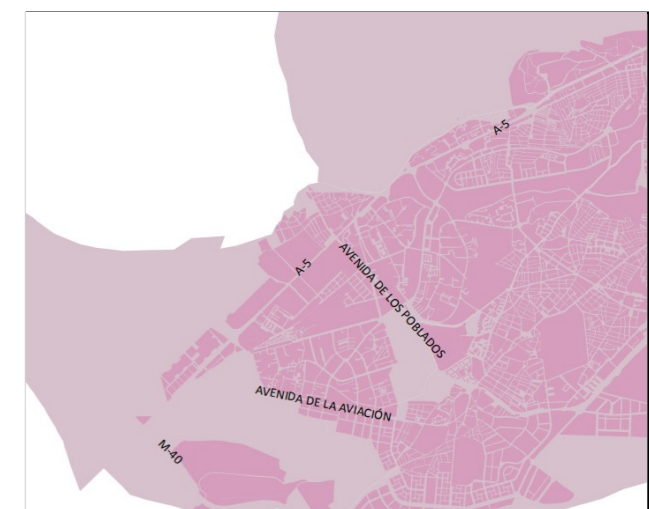 A-5
A-5
AVENIDA DE LOS POBLADOS
AVENIDA DE LA AVIACIÓN
M-40